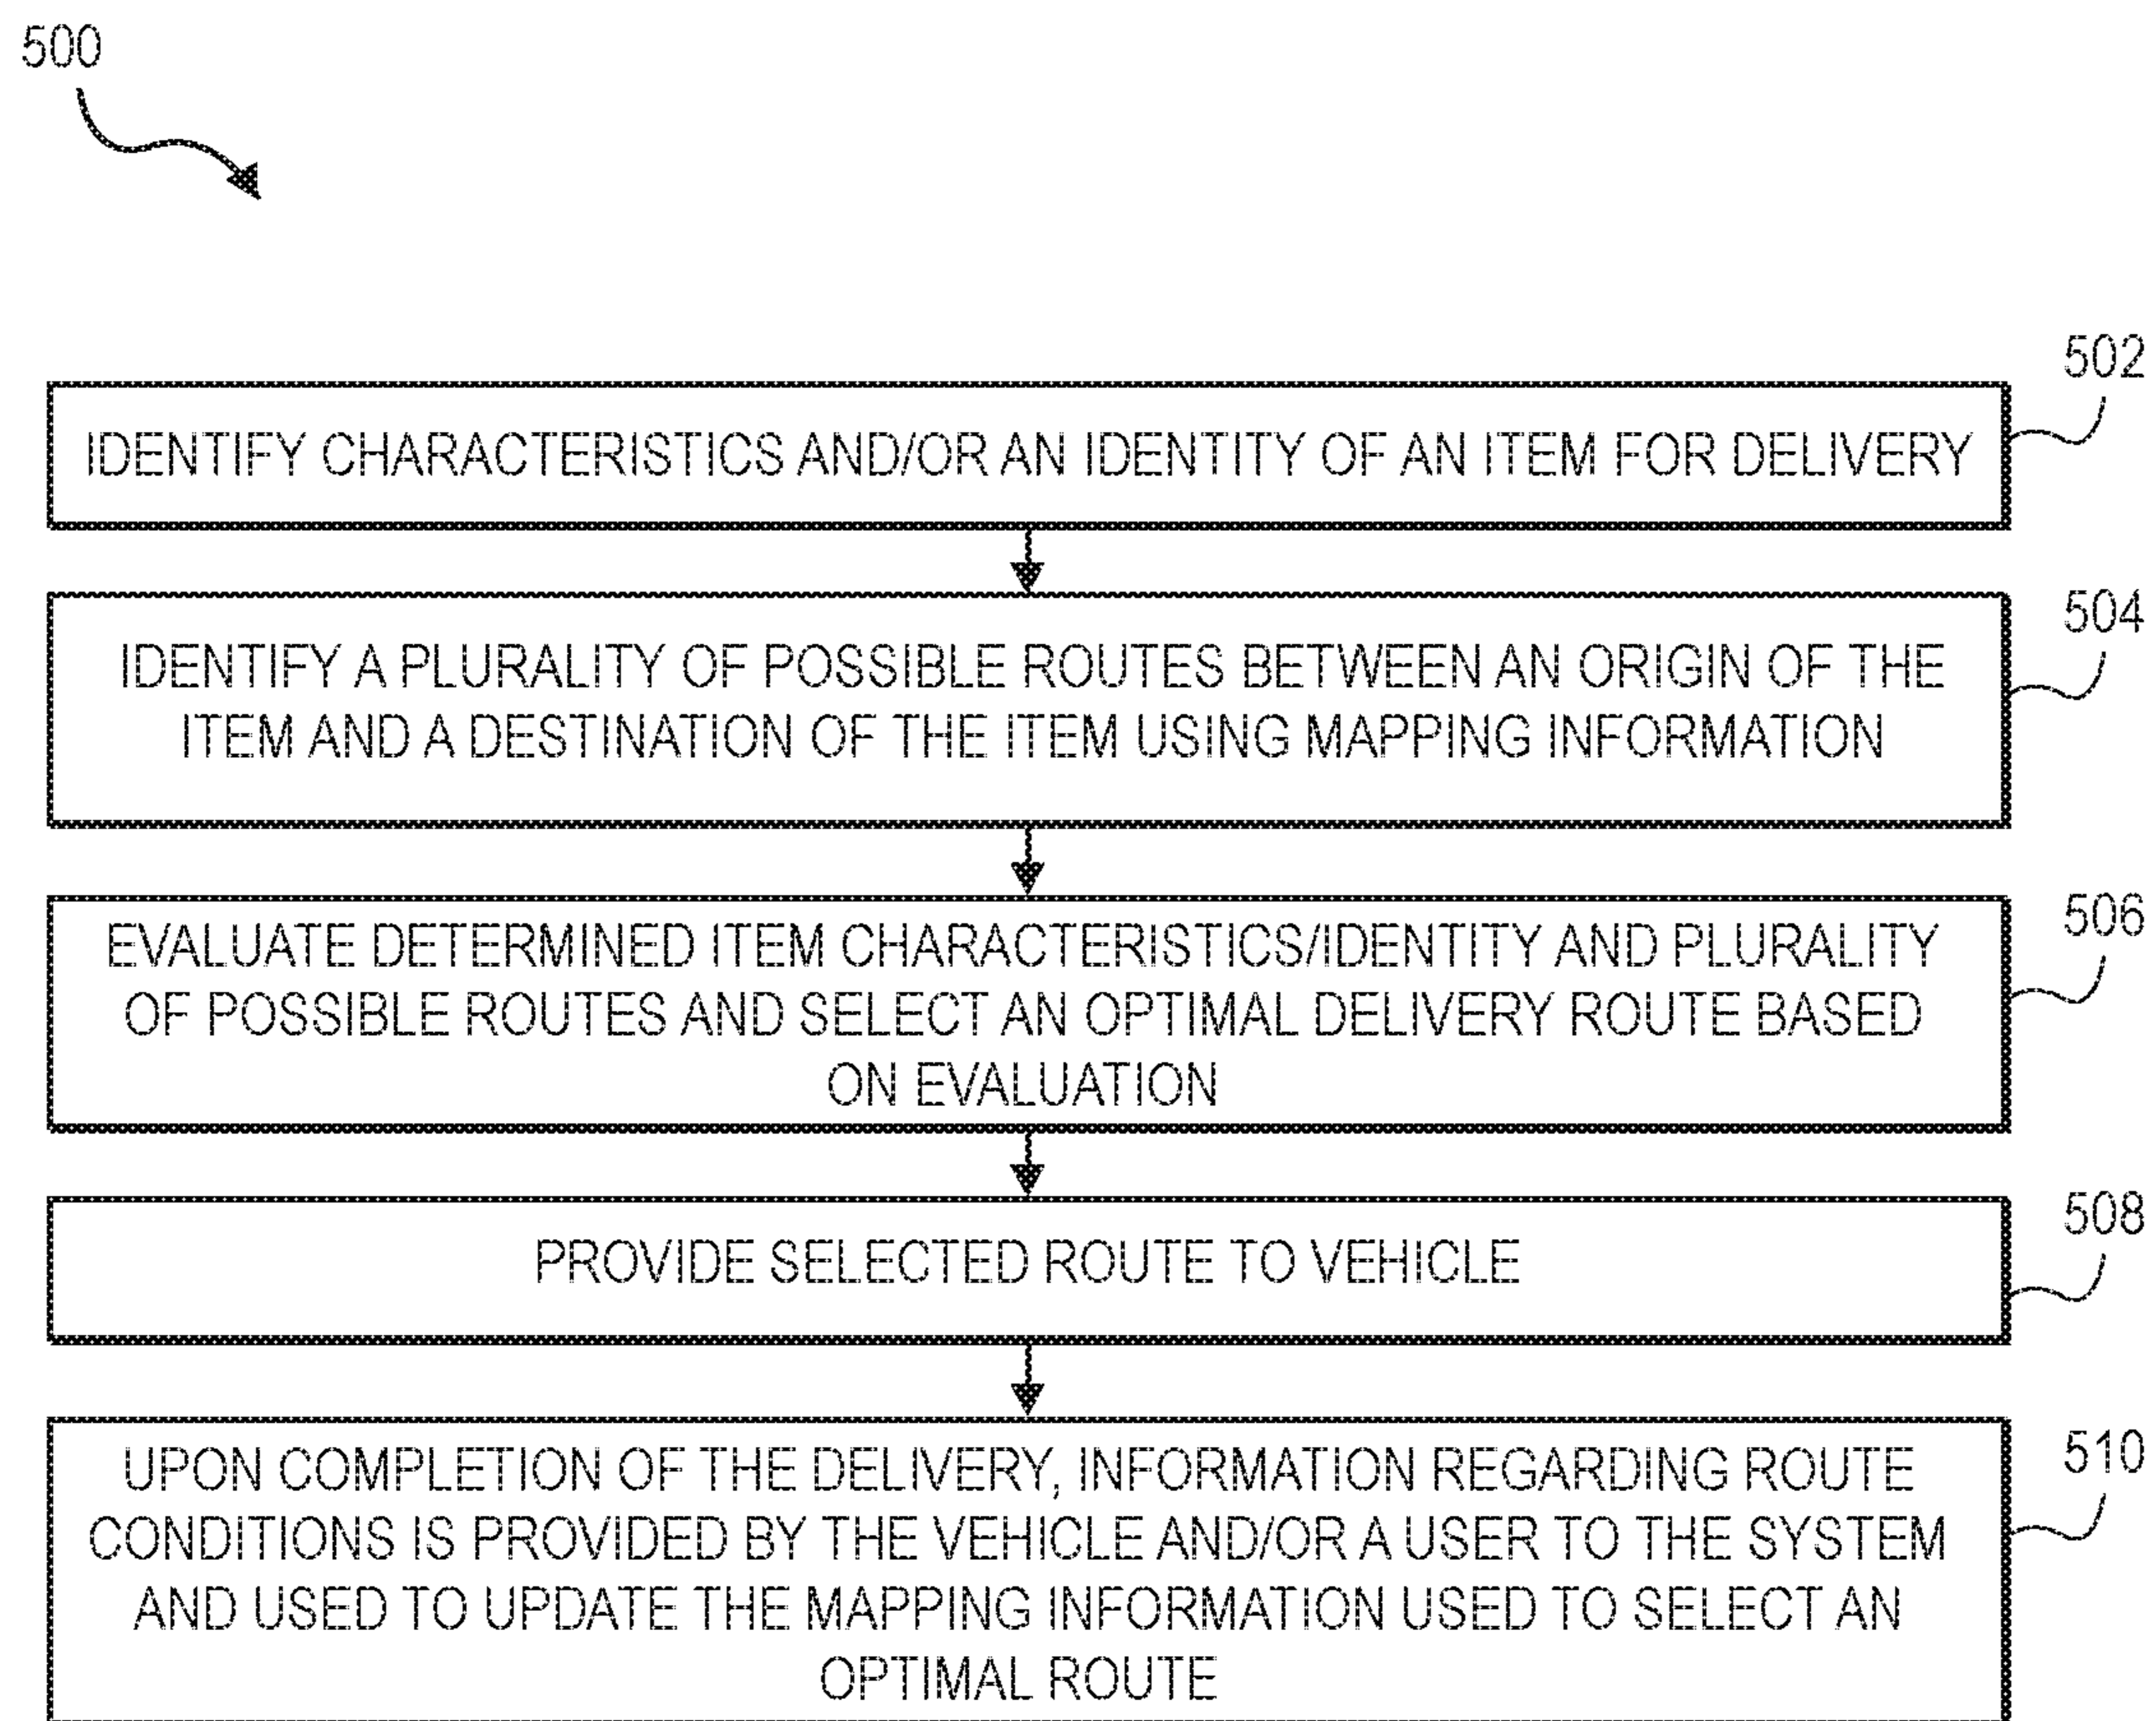 500
502
IDENTIFY CHARACTERISTICS AND/OR AN IDENTITY OF AN ITEM FOR DELIVERY
504
IDENTIFY A PLURALITY OF POSSIBLE ROUTES BETWEEN AN ORIGIN OF THE
ITEM AND A DESTINATION OF THE ITEM USING MAPPING INFORMATION
506
EVALUATE DETERMINED ITEM CHARACTERISTICS/IDENTITY AND PLURALITY
OF POSSIBLE ROUTES AND SELECT AN OPTIMAL DELIVERY ROUTE BASED
ON EVALUATION
508
PROVIDE SELECTED ROUTE TO VEHICLE
510
UPON COMPLETION OF THE DELIVERY, INFORMATION REGARDING ROUTE
CONDITIONS IS PROVIDED BY THE VEHICLE AND/OR A USER TO THE SYSTEM
AND USED TO UPDATE THE MAPPING INFORMATION USED TO SELECT AN
OPTIMAL ROUTE